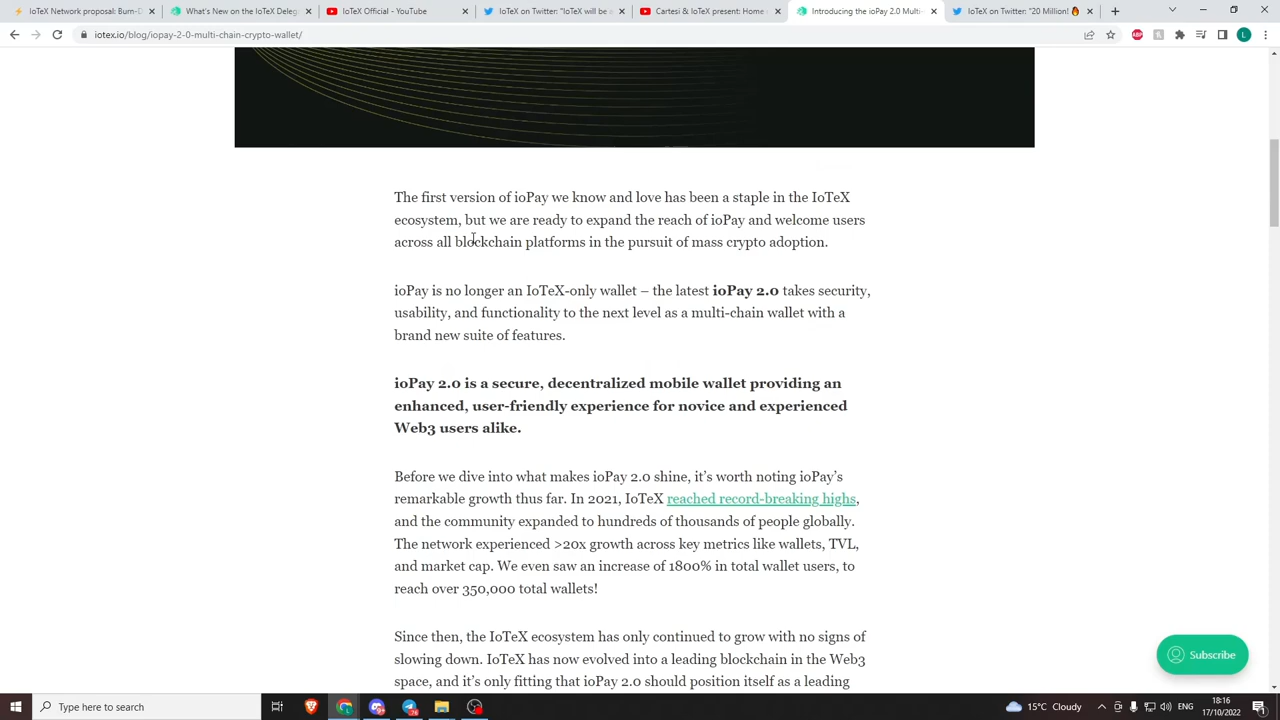 IoTeX Network proposal: Burn-D
What's New on the IoTeX Deleg
IoTeX Official - YouTube
IoTeX on Twitter: "IoTeX will be a
Cartesi & IoTeX present: Home
Introducing the ioPay 2.0 Multi-
IoTeX on Twitter: "20 Million!
iotex.io/blog/iopay-2-0-multi-chain-crypto-wallet/
The first version of ioPay we know and love has been a staple in the IoTeX
ecosystem, but we are ready to expand the reach of ioPay and welcome users
across all blockchain platforms in the pursuit of mass crypto adoption.
ioPay is no longer an IoTeX-only wallet – the latest ioPay 2.0 takes security,
usability, and functionality to the next level as a multi-chain wallet with a
brand new suite of features.
ioPay 2.0 is a secure, decentralized mobile wallet providing an
enhanced, user-friendly experience for novice and experienced
Web3 users alike.
Before we dive into what makes ioPay 2.0 shine, it's worth noting ioPay's
remarkable growth thus far. In 2021, IoTeX reached record-breaking highs,
and the community expanded to hundreds of thousands of people globally.
The network experienced >20x growth across key metrics like wallets, TVL,
and market cap. We even saw an increase of 1800% in total wallet users, to
reach over 350,000 total wallets!
Since then, the IoTeX ecosystem has only continued to grow with no signs of
slowing down. IoTeX has now evolved into a leading blockchain in the Web3
space, and it's only fitting that ioPay 2.0 should position itself as a leading
Subscribe
Type here to search
15°C Cloudy
ENG
18:16
17/10/2022